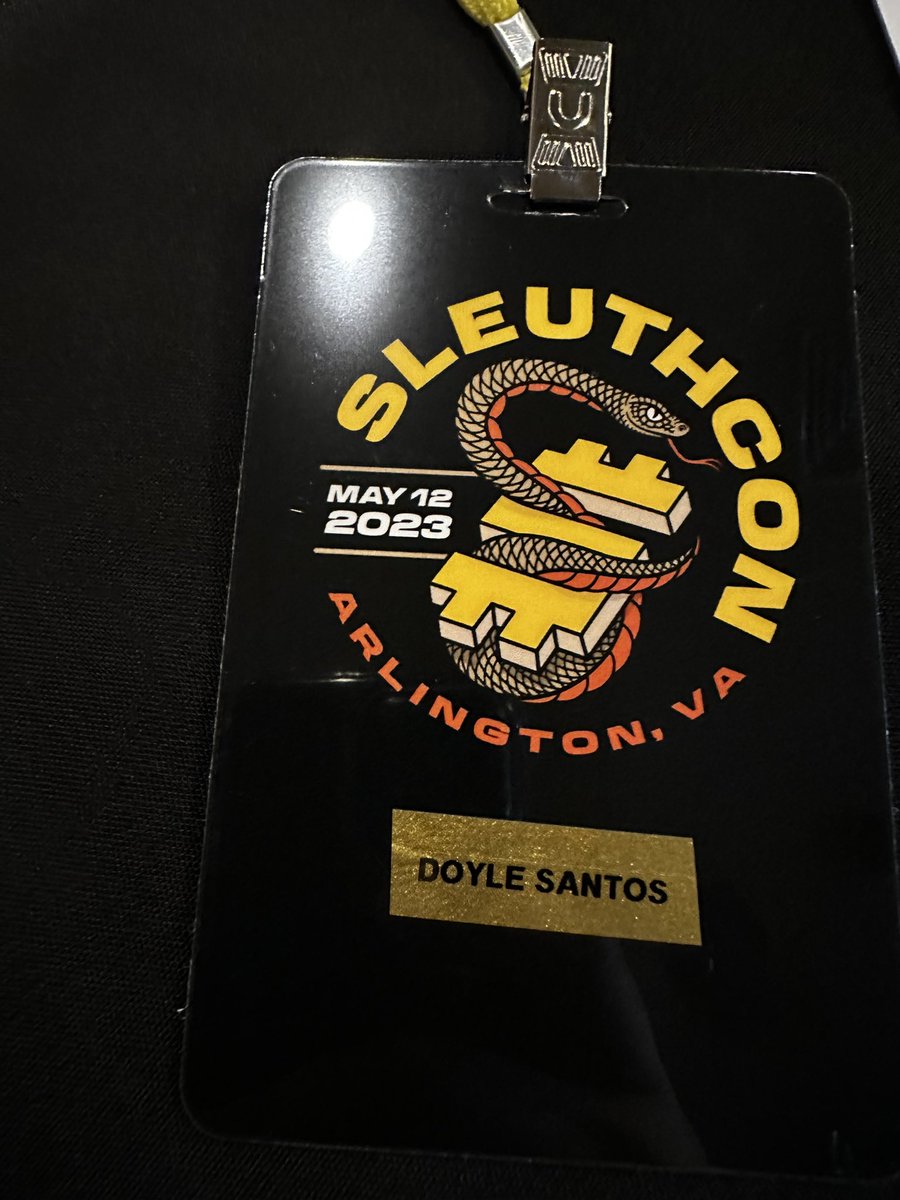 SLEUTHCON
MAY 12
2023
ARLINGTON, VA
DOYLE SANTOS